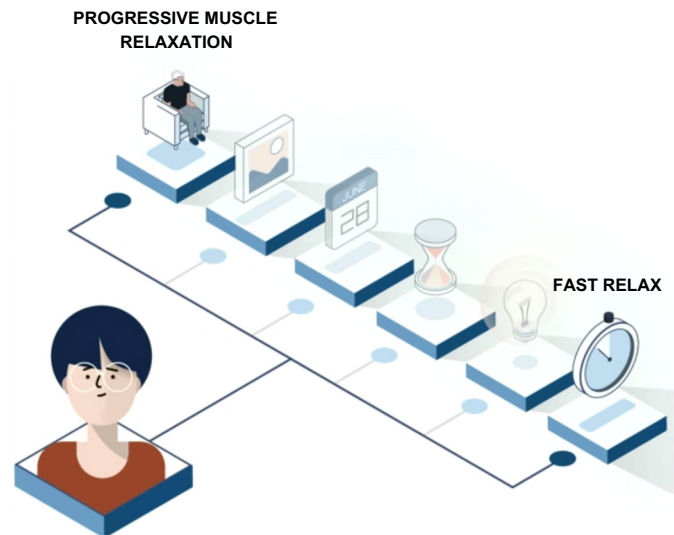 PROGRESSIVE MUSCLE
RELAXATION
JUNE
28
FAST RELAX